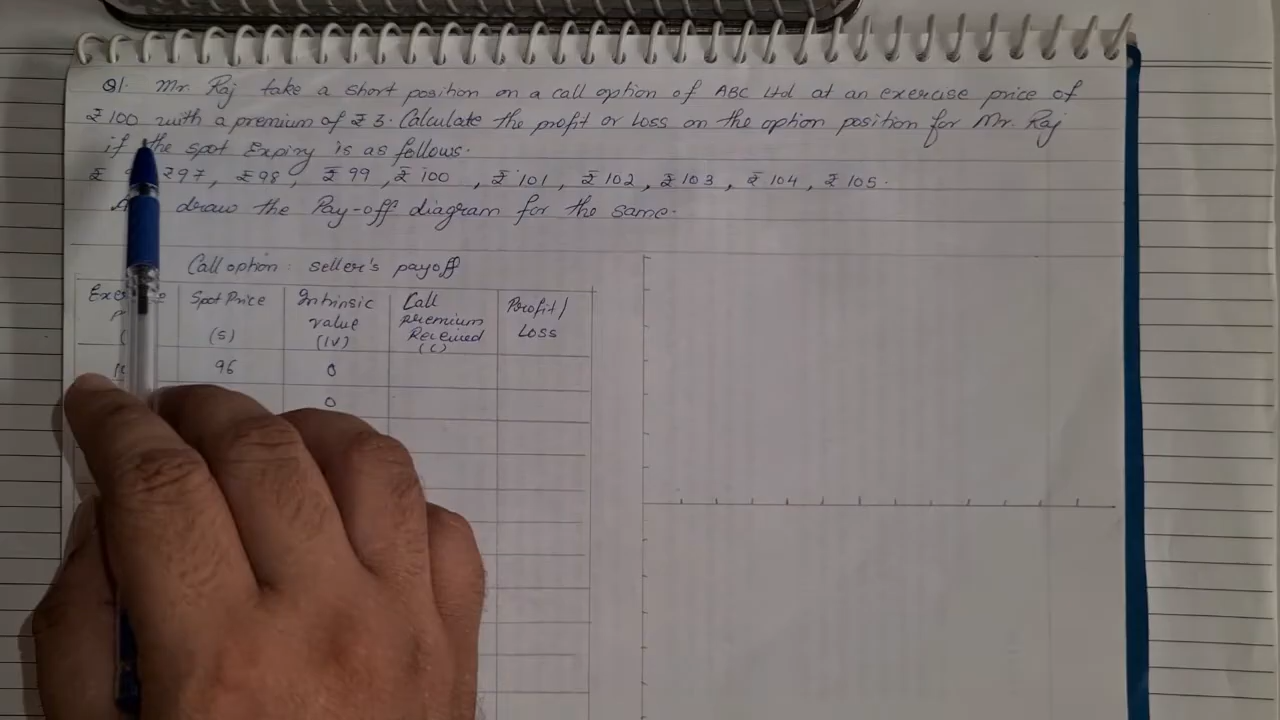 Q1. Mr. Raj take a short position on a call option of ABC Ltd at an exercise price of
₹ 100 with a premium of ₹ 3. Calculate the profit or Loss on the option position for Mr. Raj
if the spot Expiry is as follows.
₹ ₹ 97, ₹ 98, ₹ 99, ₹ 100, ₹ 101, ₹ 102, ₹ 103, ₹ 104, ₹ 105.
draw the Pay-off diagram for the same.
Call option: seller's payoff
Spot Price (S)
Intrinsic value (IV)
Call premium Received (C)
Profit/ Loss
96 0
0